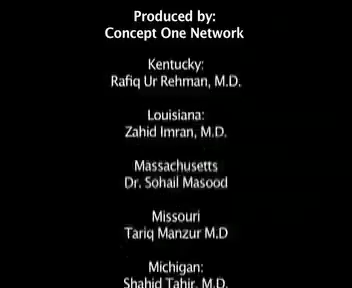 Produced by:
Concept One Network
Kentucky:
Rafiq Ur Rehman, M.D.
Louisiana:
Zahid Imran, M.D.
Massachusetts
Dr. Sohail Masood
Missouri
Tariq Manzur M.D
Michigan:
Shahid Tahir, M.D.